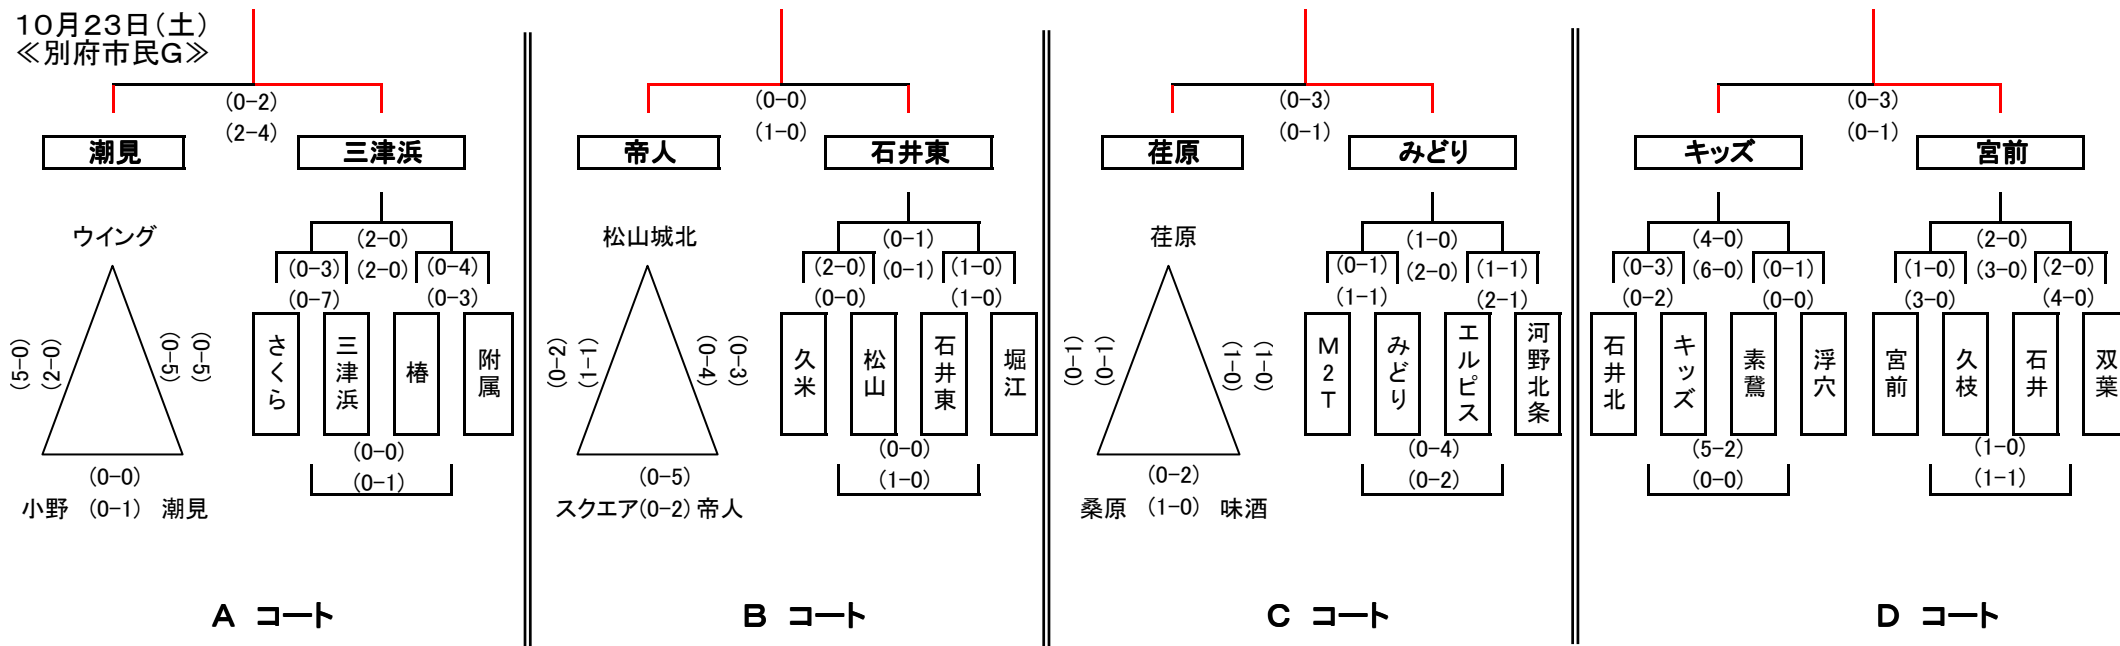 10月23日(土)
≪別府市民G≫
(0-2)
(2-4)
潮見
三津浜
ウイング
(5-0)
(2-0)
(0-5)
(0-5)
(0-0)
小野 (0-1) 潮見
(2-0)
(2-0)
(0-3)
(0-7)
(0-4)
(0-3)
さくら
三津浜
椿
附属
(0-0)
(0-1)
A コート
(0-0)
(1-0)
帝人
石井東
松山城北
(0-2)
(1-1)
(0-4)
(0-3)
(0-5)
スクエア(0-2)帝人
(0-1)
(0-1)
(2-0)
(0-0)
(1-0)
(1-0)
久米
松山
石井東
堀江
(0-0)
(1-0)
B コート
(0-3)
(0-1)
荏原
みどり
荏原
(0-1)
(0-1)
(1-0)
(1-0)
(0-2)
桑原 (1-0) 味酒
(1-0)
(2-0)
(0-1)
(1-1)
(1-1)
(2-1)
M2T
みどり
エルピス
河野北条
(0-4)
(0-2)
C コート
(0-3)
(0-1)
キッズ
宮前
(4-0)
(6-0)
(0-3)
(0-2)
(0-1)
(0-0)
石井北
キッズ
素鵞
浮穴
(5-2)
(0-0)
(2-0)
(3-0)
(1-0)
(3-0)
(2-0)
(4-0)
宮前
久枝
石井
双葉
(1-0)
(1-1)
D コート